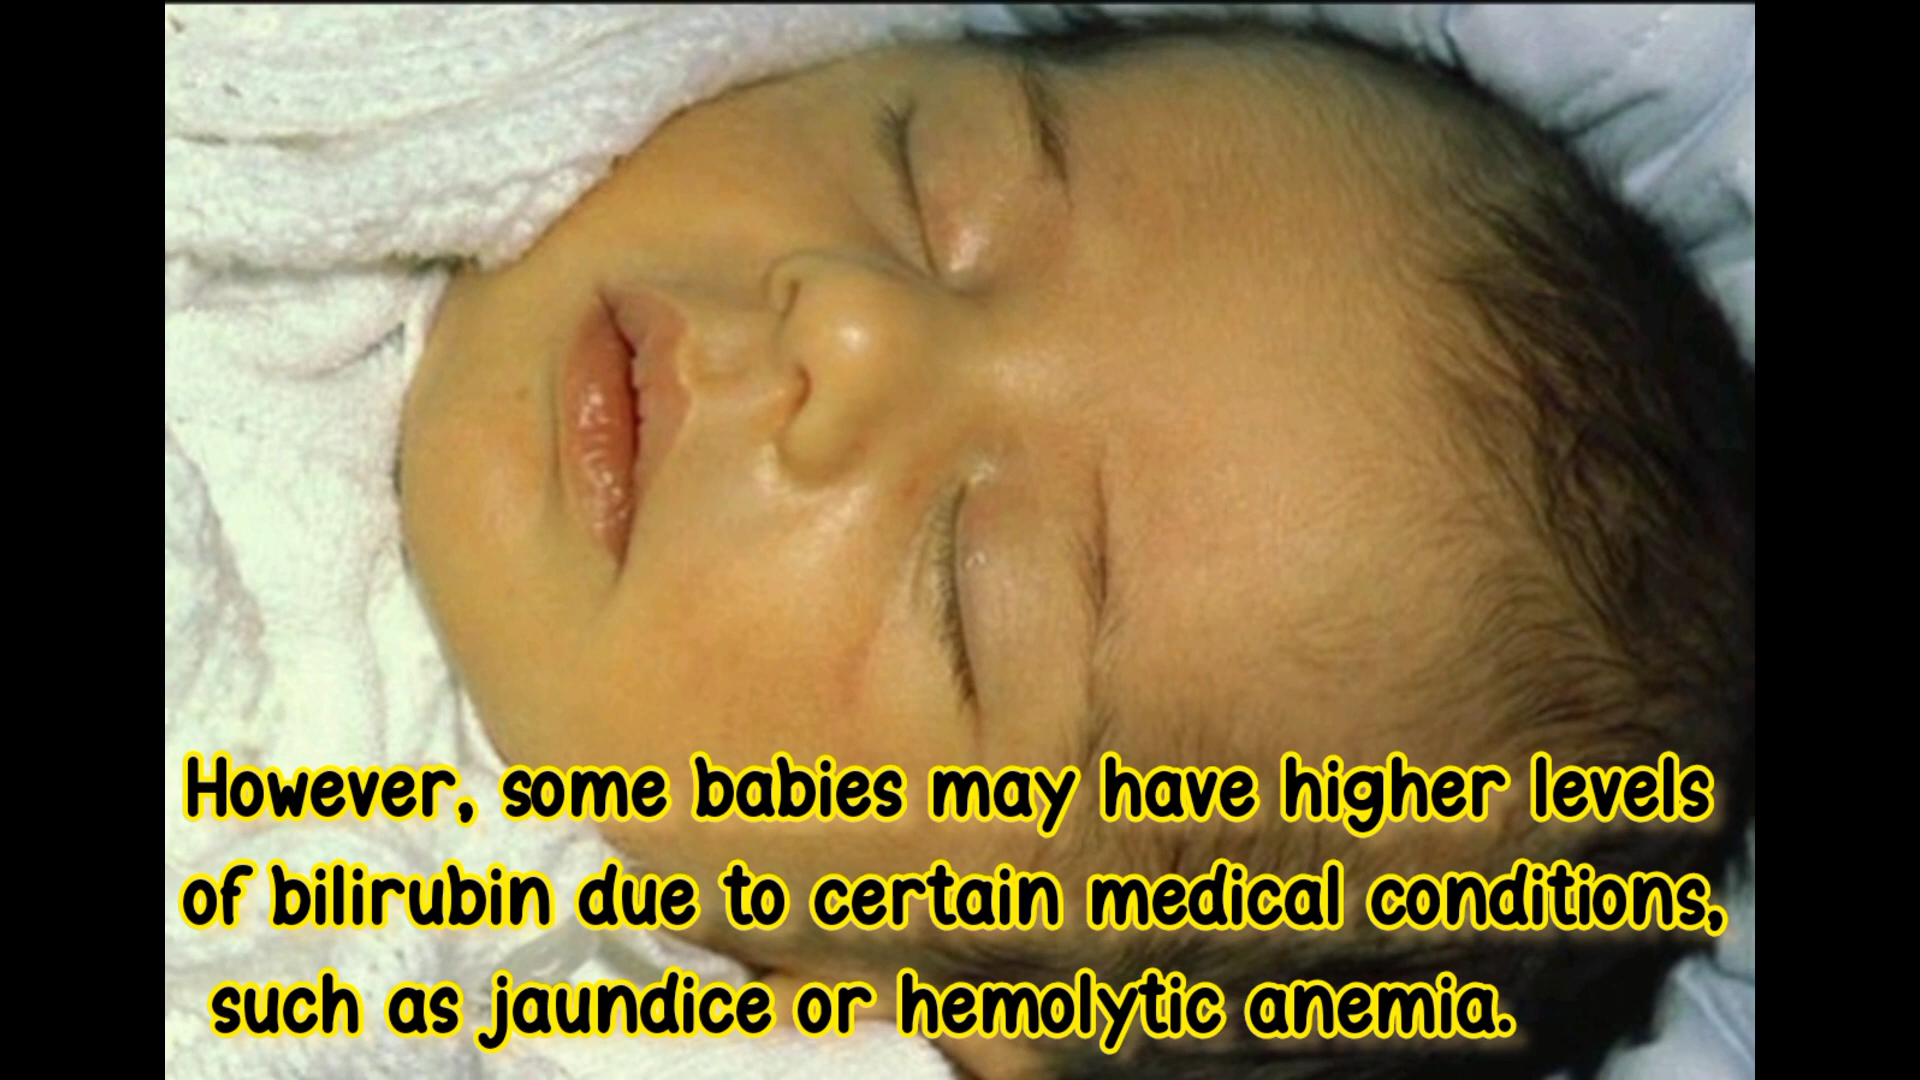 However, some babies may have higher levels
of bilirubin due to certain medical conditions,
such as jaundice or hemolytic anemia.